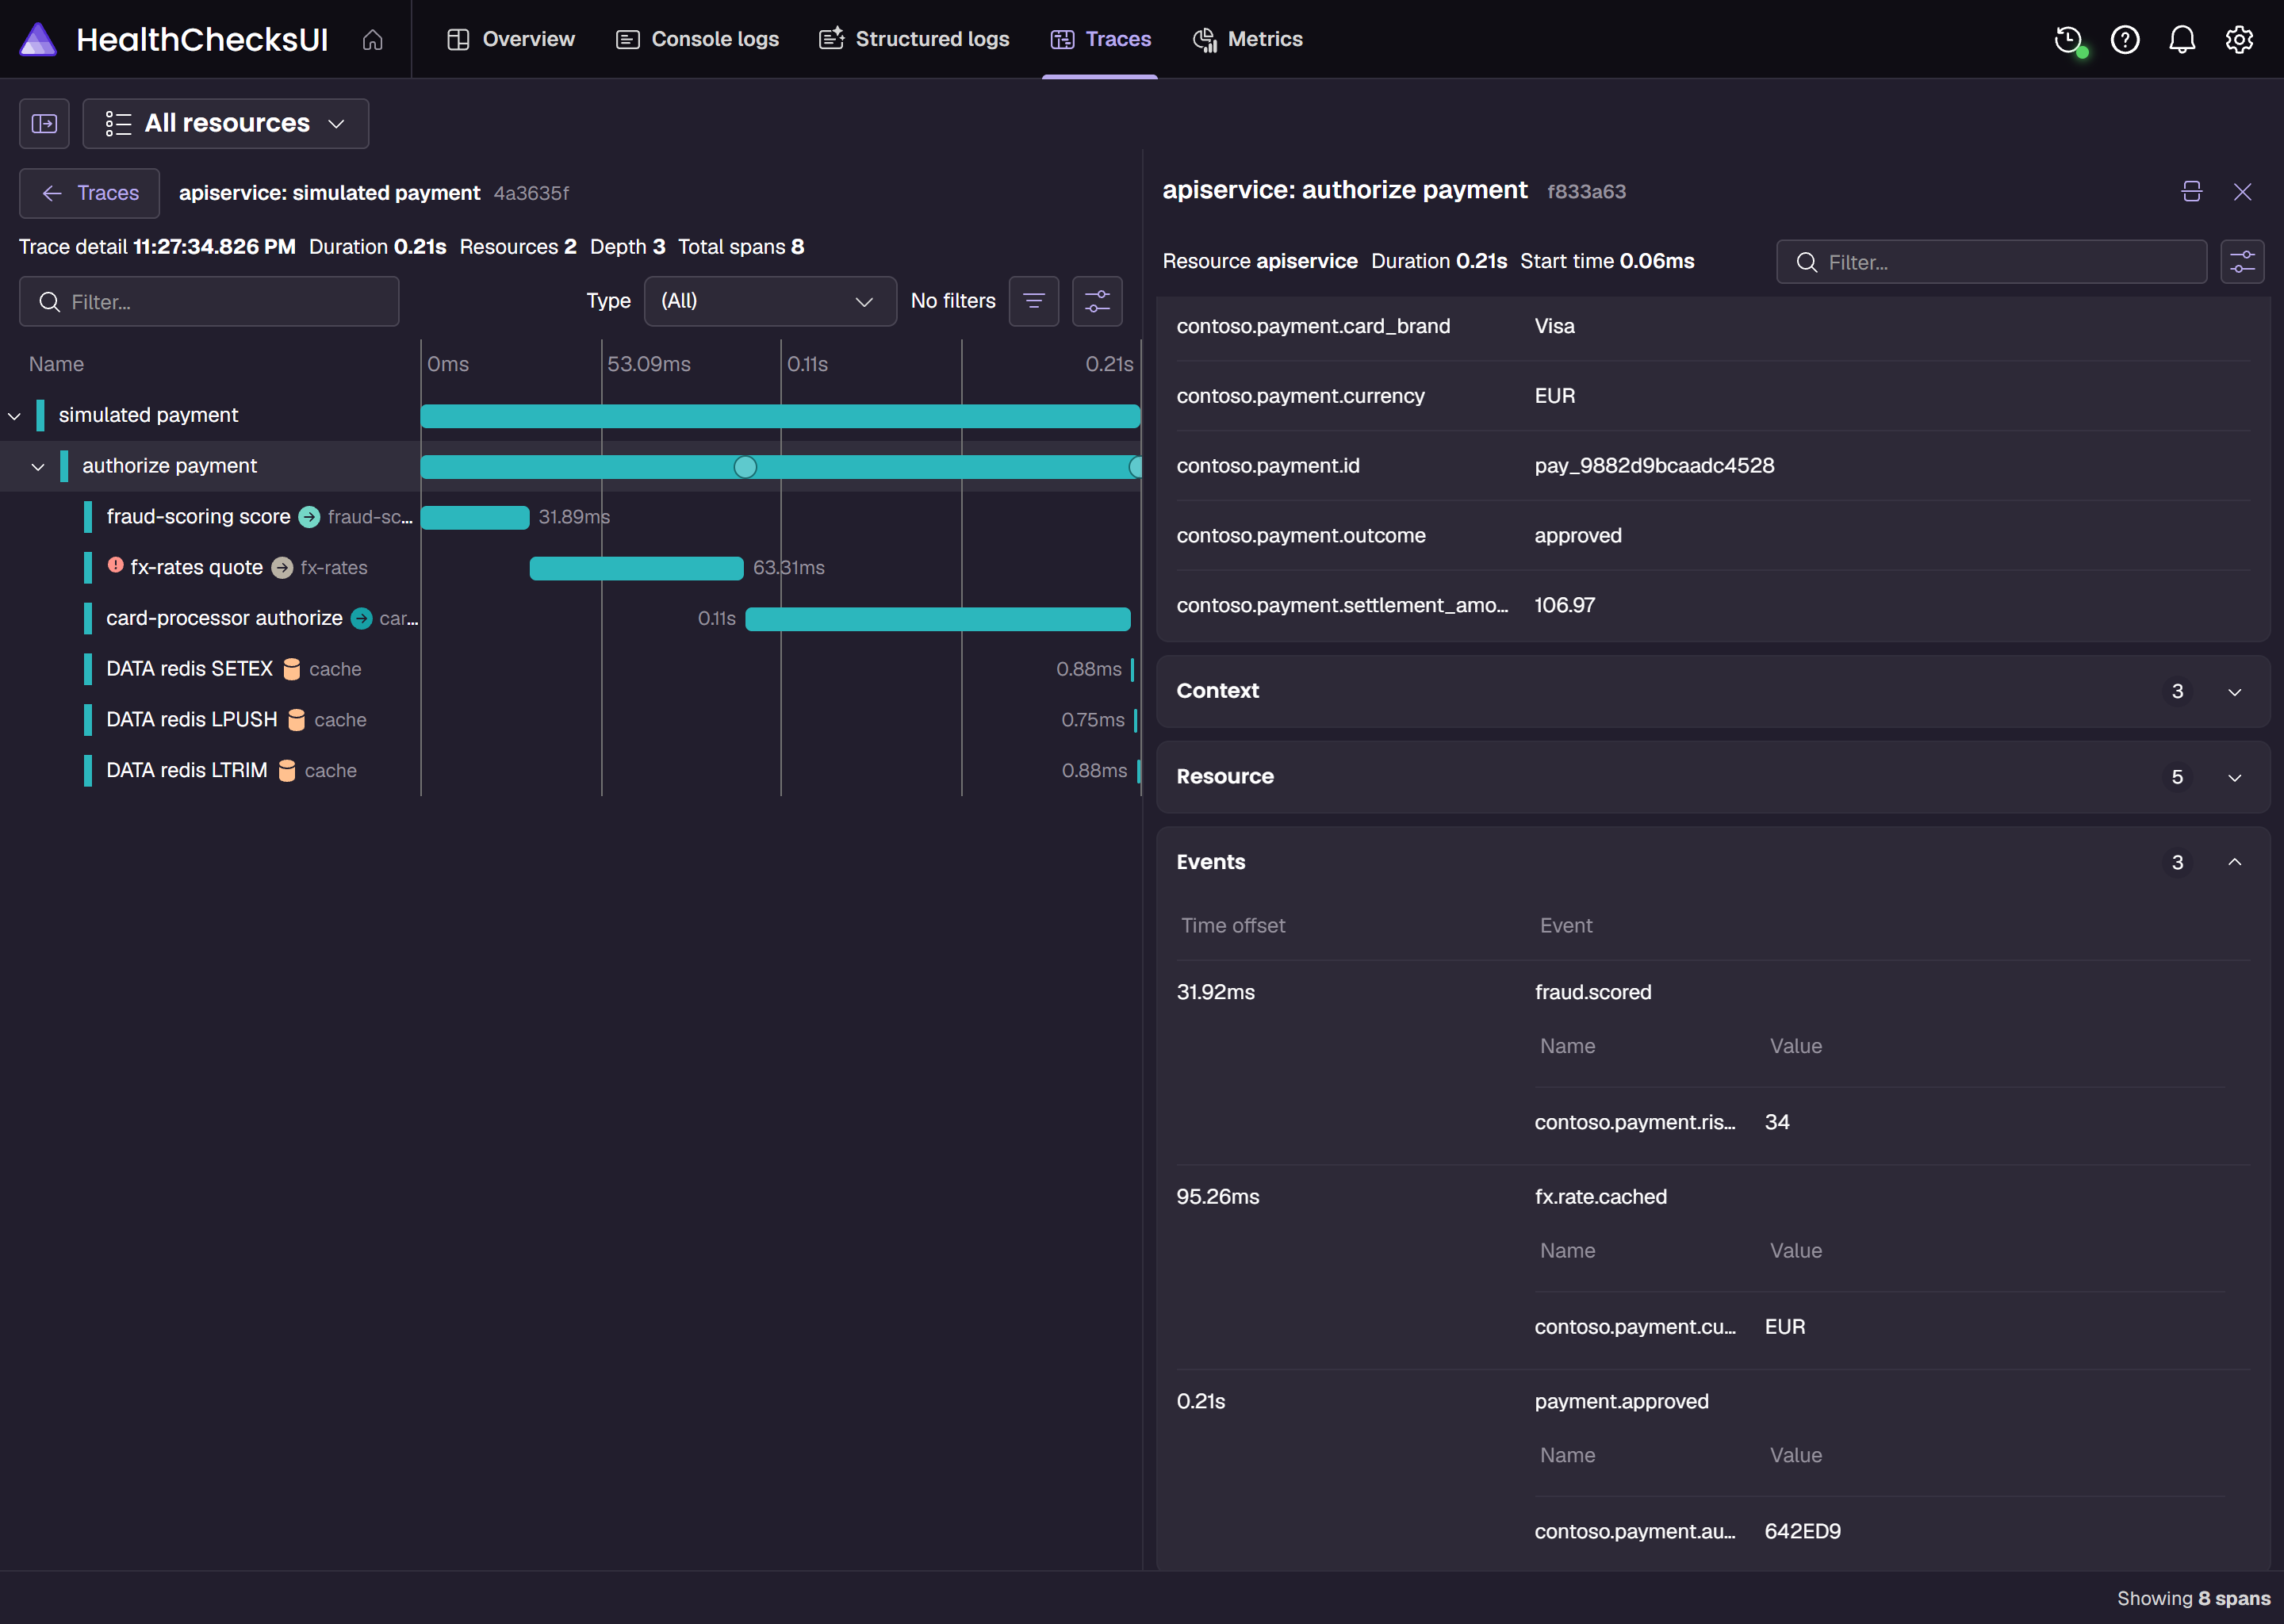 HealthChecksUI Overview Console logs Structured logs Traces Metrics
All resources
Traces apiservice: simulated payment 4a3635f
Trace detail 11:27:34.826 PM Duration 0.21s Resources 2 Depth 3 Total spans 8
Filter... Type (All) No filters
Name 0ms 53.09ms 0.11s 0.21s
simulated payment
authorize payment
fraud-scoring score fraud-sc... 31.89ms
fx-rates quote fx-rates 63.31ms
card-processor authorize car... 0.11s
DATA redis SETEX cache 0.88ms
DATA redis LPUSH cache 0.75ms
DATA redis LTRIM cache 0.88ms
apiservice: authorize payment f833a63
Resource apiservice Duration 0.21s Start time 0.06ms Filter...
contoso.payment.card_brand Visa
contoso.payment.currency EUR
contoso.payment.id pay_9882d9bcaadc4528
contoso.payment.outcome approved
contoso.payment.settlement_amo... 106.97
Context 3
Resource 5
Events 3
Time offset Event
31.92ms fraud.scored
Name Value
contoso.payment.ris... 34
95.26ms fx.rate.cached
Name Value
contoso.payment.cu... EUR
0.21s payment.approved
Name Value
contoso.payment.au... 642ED9
Showing 8 spans